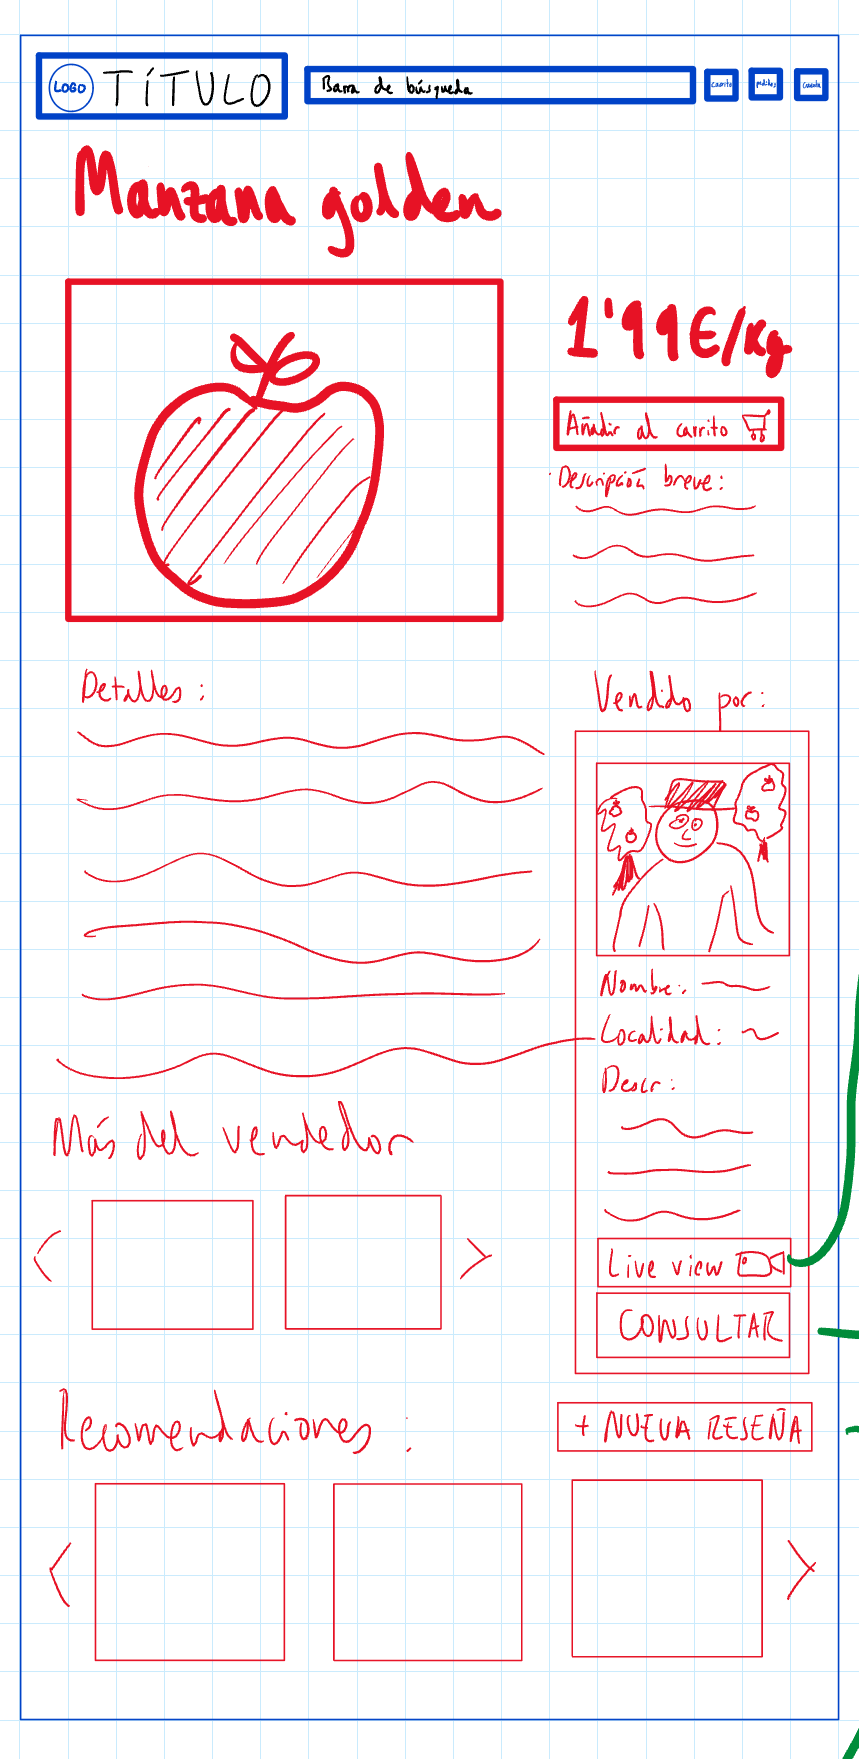 LOGO TÍTULO
Barra de búsqueda
carrito
pedidos
Cuenta
Manzana golden
1'99€/Kg
Añadir al carrito
Descripción breve:
Detalles:
Vendido por:
Nombre:
Localidad:
Descr:
Más del vendedor
Live view
CONSULTAR
Recomendaciones:
+ NUEVA RESEÑA